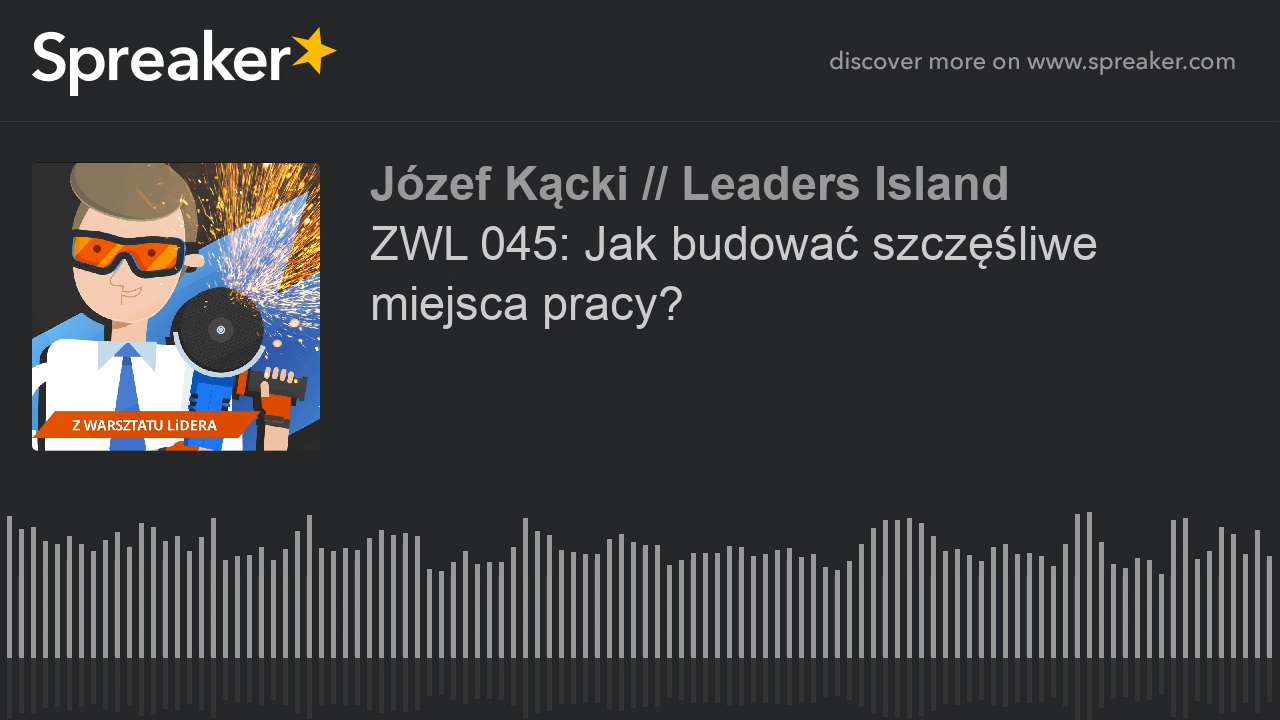 Spreaker
discover more on www.spreaker.com
Józef Kącki // Leaders Island
ZWL 045: Jak budować szczęśliwe
miejsca pracy?
Z WARSZTATU LiDERA